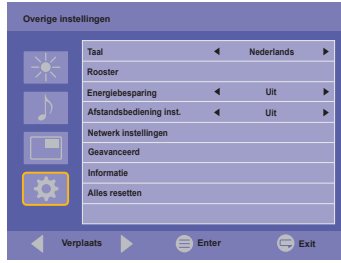 Overige instellingen
Taal Nederlands
Rooster
Energiebesparing Uit
Afstandsbediening inst. Uit
Netwerk instellingen
Geavanceerd
Informatie
Alles resetten
Verplaats Enter Exit